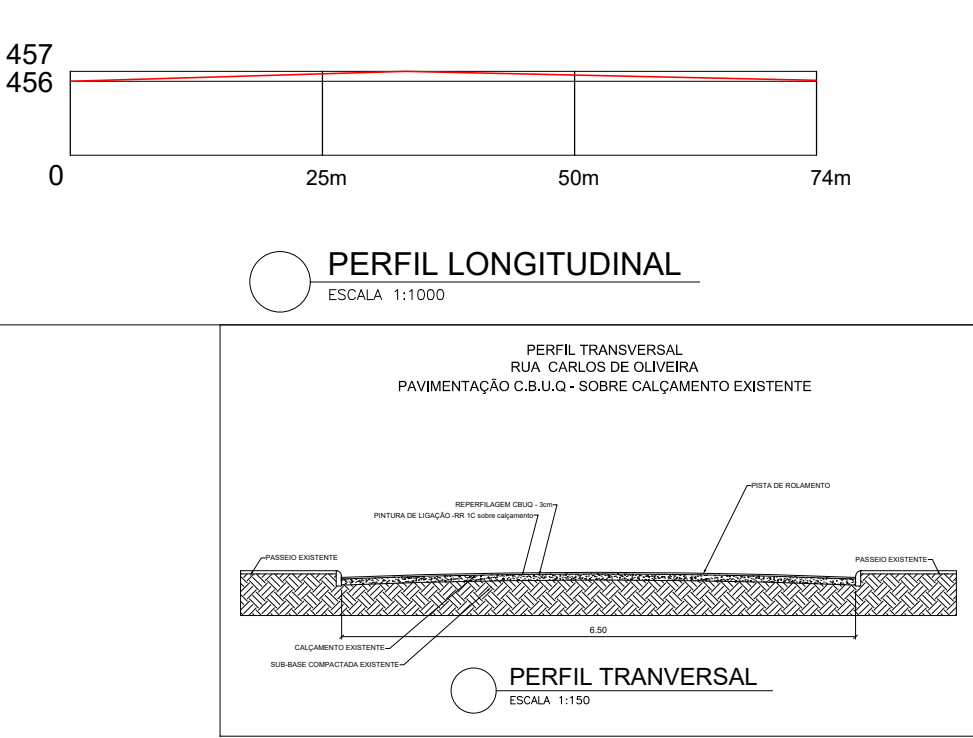 457
456
0
25m
50m
74m
PERFIL LONGITUDINAL
ESCALA 1:1000
PERFIL TRANSVERSAL
RUA CARLOS DE OLIVEIRA
PAVIMENTAÇÃO C.B.U.Q - SOBRE CALÇAMENTO EXISTENTE
PISTA DE ROLAMENTO
REPERFILAGEM CBUQ - 3cm
PINTURA DE LIGAÇÃO -RR 1C sobre calçamento
PASSEIO EXISTENTE
PASSEIO EXISTENTE
6.50
CALÇAMENTO EXISTENTE
SUB-BASE COMPACTADA EXISTENTE
PERFIL TRANVERSAL
ESCALA 1:150